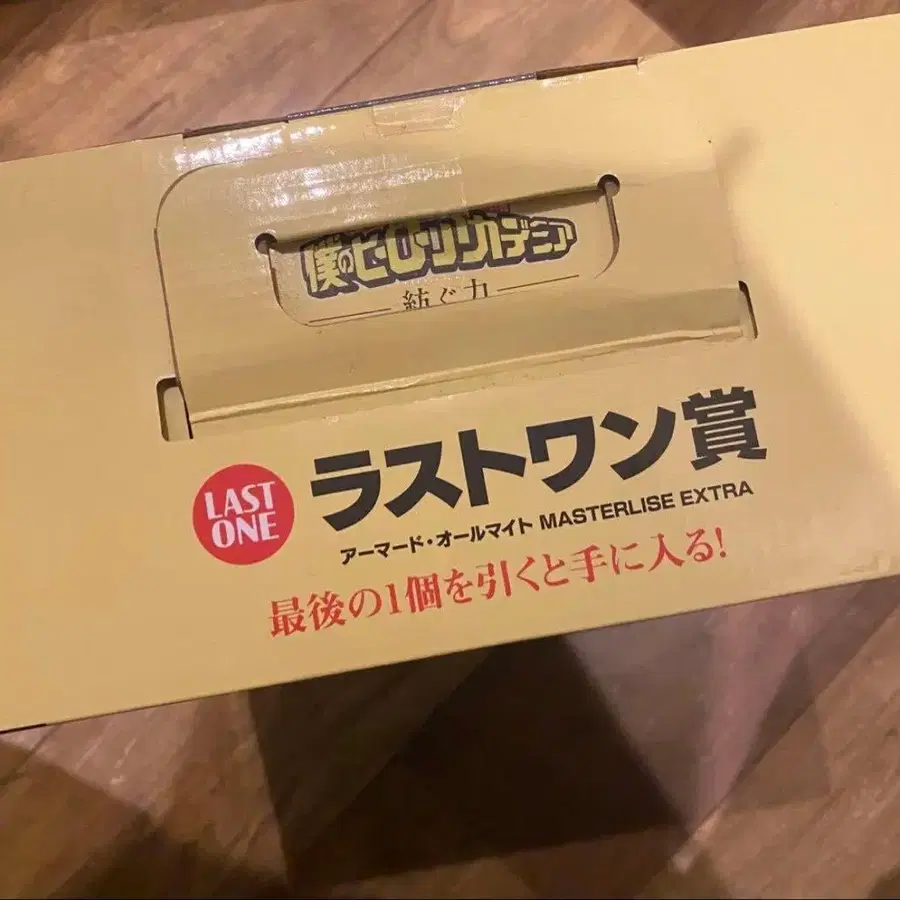 僕のヒーローアカデミア
紡ぐ力
LAST
ONE
ラストワン賞
アーマード・オールマイト MASTERLISE EXTRA
最後の1個を引くと手に入る!